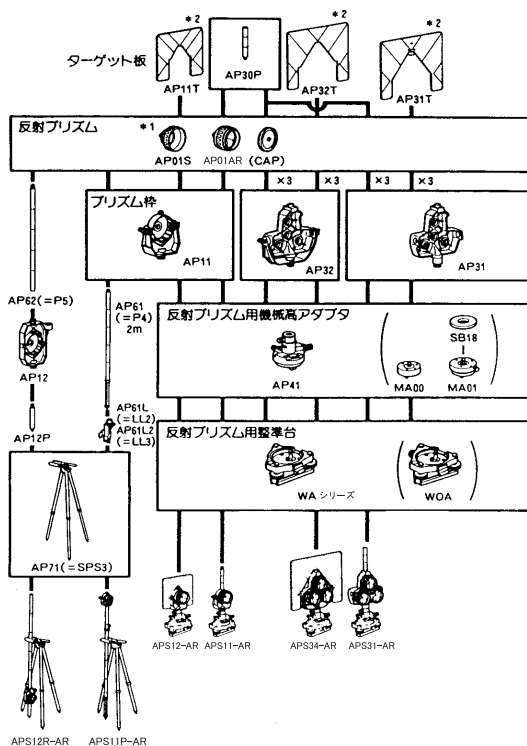 ターゲット板
*2
AP11T
AP30P
*2
AP32T
*2
AP31T
反射プリズム
*1
AP01S
AP01AR
(CAP)
×3
×3
×3
×3
プリズム枠
AP11
AP32
AP31
AP62(=P5)
AP61
(=P4)
2m
反射プリズム用機械高アダプタ
AP41
SB18
MA00
MA01
AP12
AP61L
(=LL2)
AP61L2
(=LL3)
AP12P
反射プリズム用整準台
WA シリーズ
WOA
AP71(=SPS3)
APS12-AR
APS11-AR
APS34-AR
APS31-AR
APS12R-AR
APS11P-AR